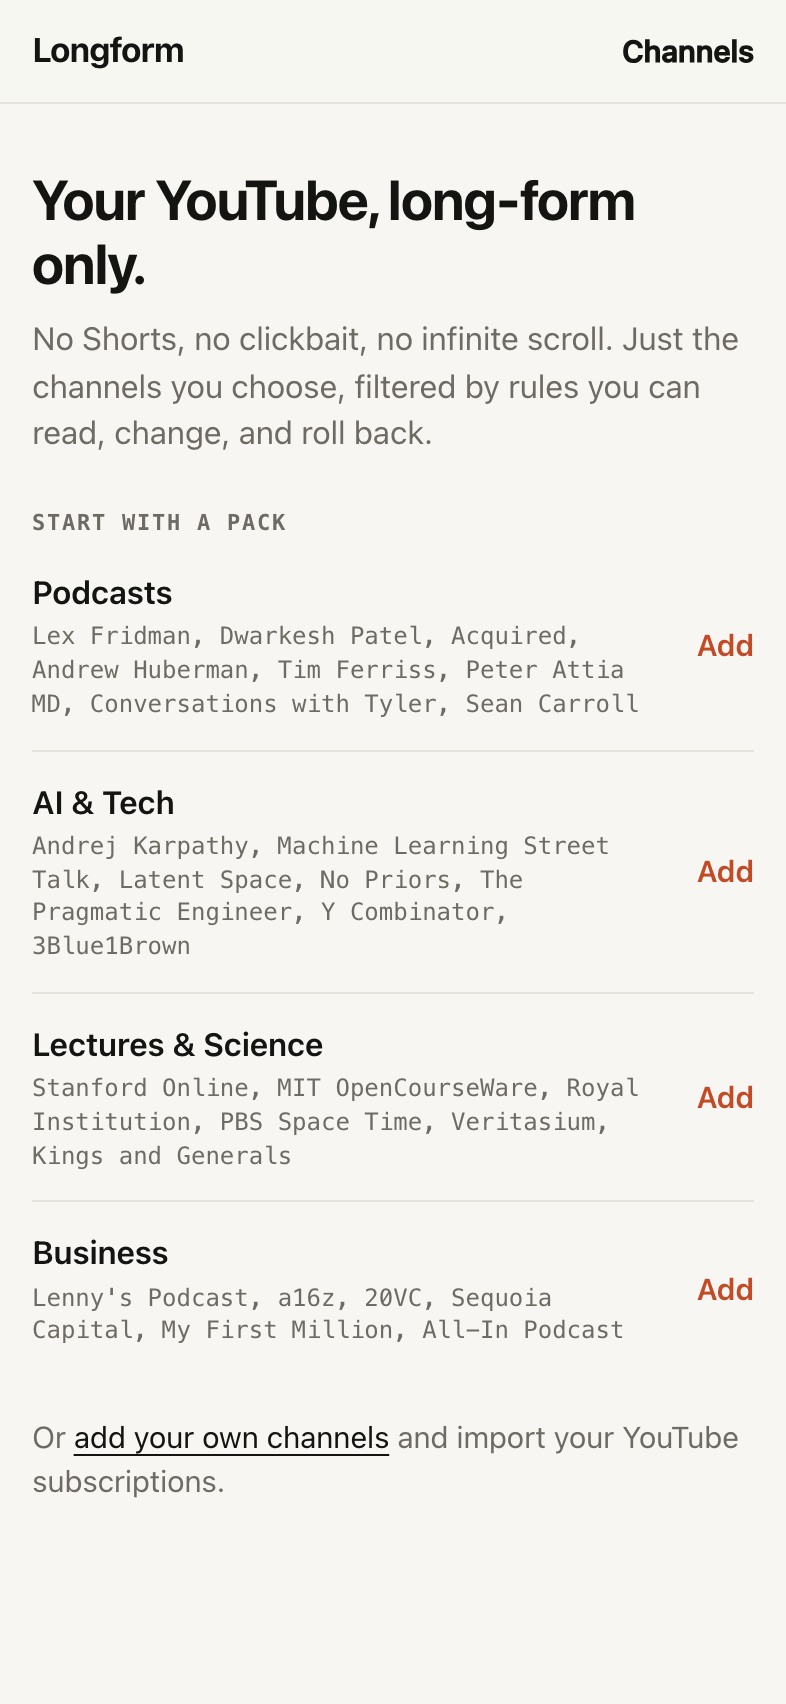 Longform
Channels
Your YouTube, long-form
only.
No Shorts, no clickbait, no infinite scroll. Just the
channels you choose, filtered by rules you can
read, change, and roll back.
START WITH A PACK
Podcasts
Lex Fridman, Dwarkesh Patel, Acquired,
Andrew Huberman, Tim Ferriss, Peter Attia
MD, Conversations with Tyler, Sean Carroll
Add
AI & Tech
Andrej Karpathy, Machine Learning Street
Talk, Latent Space, No Priors, The
Pragmatic Engineer, Y Combinator,
3Blue1Brown
Add
Lectures & Science
Stanford Online, MIT OpenCourseWare, Royal
Institution, PBS Space Time, Veritasium,
Kings and Generals
Add
Business
Lenny's Podcast, a16z, 20VC, Sequoia
Capital, My First Million, All-In Podcast
Add
Or add your own channels and import your YouTube
subscriptions.